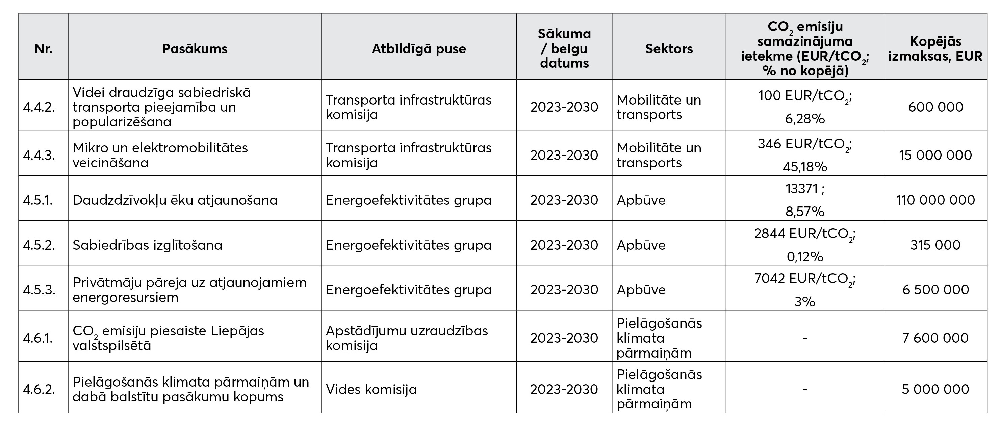 Nr.
Pasākums
Atbildīgā puse
Sākuma
/ beigu
datums
Sektors
CO₂ emisiju
samazinājuma
ietekme (EUR/tCO₂;
% no kopējā)
Kopējās
izmaksas, EUR
4.4.2.
Videi draudzīga sabiedriskā
transporta pieejamība un
popularizēšana
Transporta infrastruktūras
komisija
2023-2030
Mobilitāte un
transports
100 EUR/tCO₂;
6,28%
600 000
4.4.3.
Mikro un elektromobilitātes
veicināšana
Transporta infrastruktūras
komisija
2023-2030
Mobilitāte un
transports
346 EUR/tCO₂;
45,18%
15 000 000
4.5.1.
Daudzdzīvokļu ēku atjaunošana
Energoefektivitātes grupa
2023-2030
Apbūve
13371 ;
8,57%
110 000 000
4.5.2.
Sabiedrības izglītošana
Energoefektivitātes grupa
2023-2030
Apbūve
2844 EUR/tCO₂;
0,12%
315 000
4.5.3.
Privātmāju pāreja uz atjaunojamiem
energoresursiem
Energoefektivitātes grupa
2023-2030
Apbūve
7042 EUR/tCO₂;
3%
6 500 000
4.6.1.
CO₂ emisiju piesaiste Liepājas
valstspilsētā
Apstādījumu uzraudzības
komisija
2023-2030
Pielāgošanās
klimata
pārmaiņām
-
7 600 000
4.6.2.
Pielāgošanās klimata pārmaiņām un
dabā balstītu pasākumu kopums
Vides komisija
2023-2030
Pielāgošanās
klimata
pārmaiņām
-
5 000 000